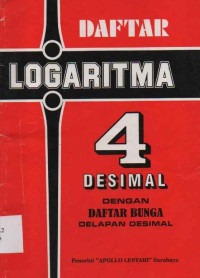 DAFTAR
LOGARITMA
4
DESIMAL
DENGAN
DAFTAR BUNGA
DELAPAN DESIMAL
Penerbit "APOLLO LESTARI" Surabaya